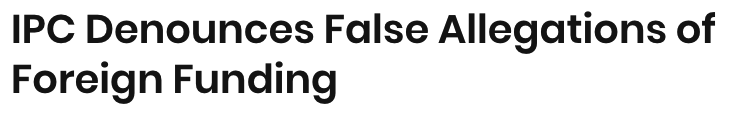 IPC Denounces False Allegations of
Foreign Funding